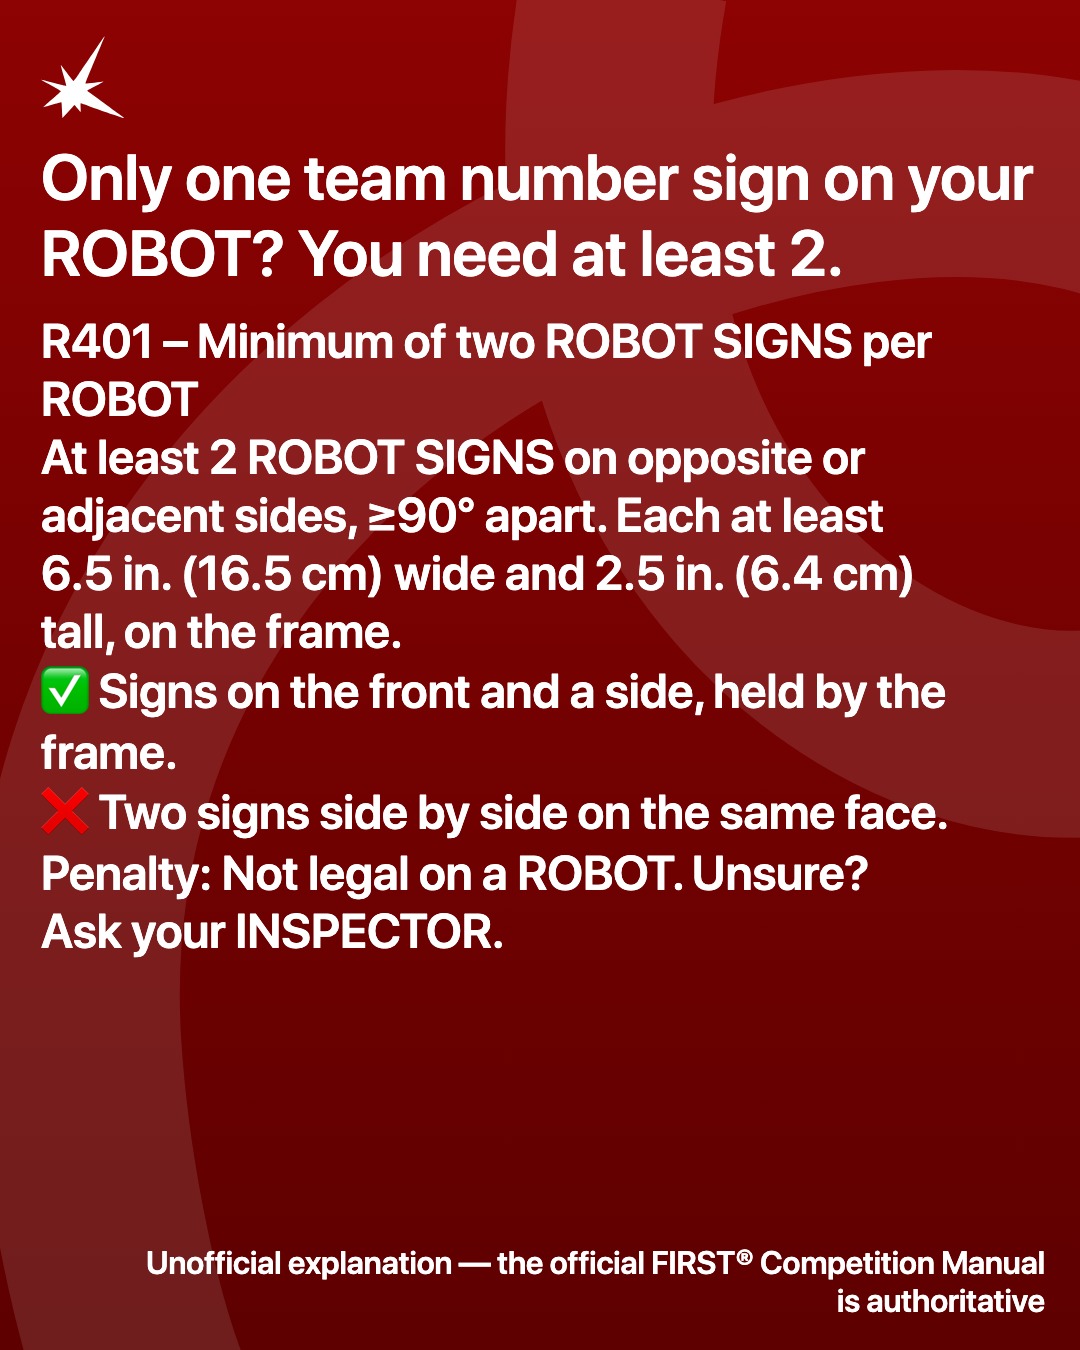 Only one team number sign on your
ROBOT? You need at least 2.
R401 – Minimum of two ROBOT SIGNS per
ROBOT
At least 2 ROBOT SIGNS on opposite or
adjacent sides, ≥90° apart. Each at least
6.5 in. (16.5 cm) wide and 2.5 in. (6.4 cm)
tall, on the frame.
✅ Signs on the front and a side, held by the
frame.
❌ Two signs side by side on the same face.
Penalty: Not legal on a ROBOT. Unsure?
Ask your INSPECTOR.
Unofficial explanation — the official FIRST® Competition Manual
is authoritative